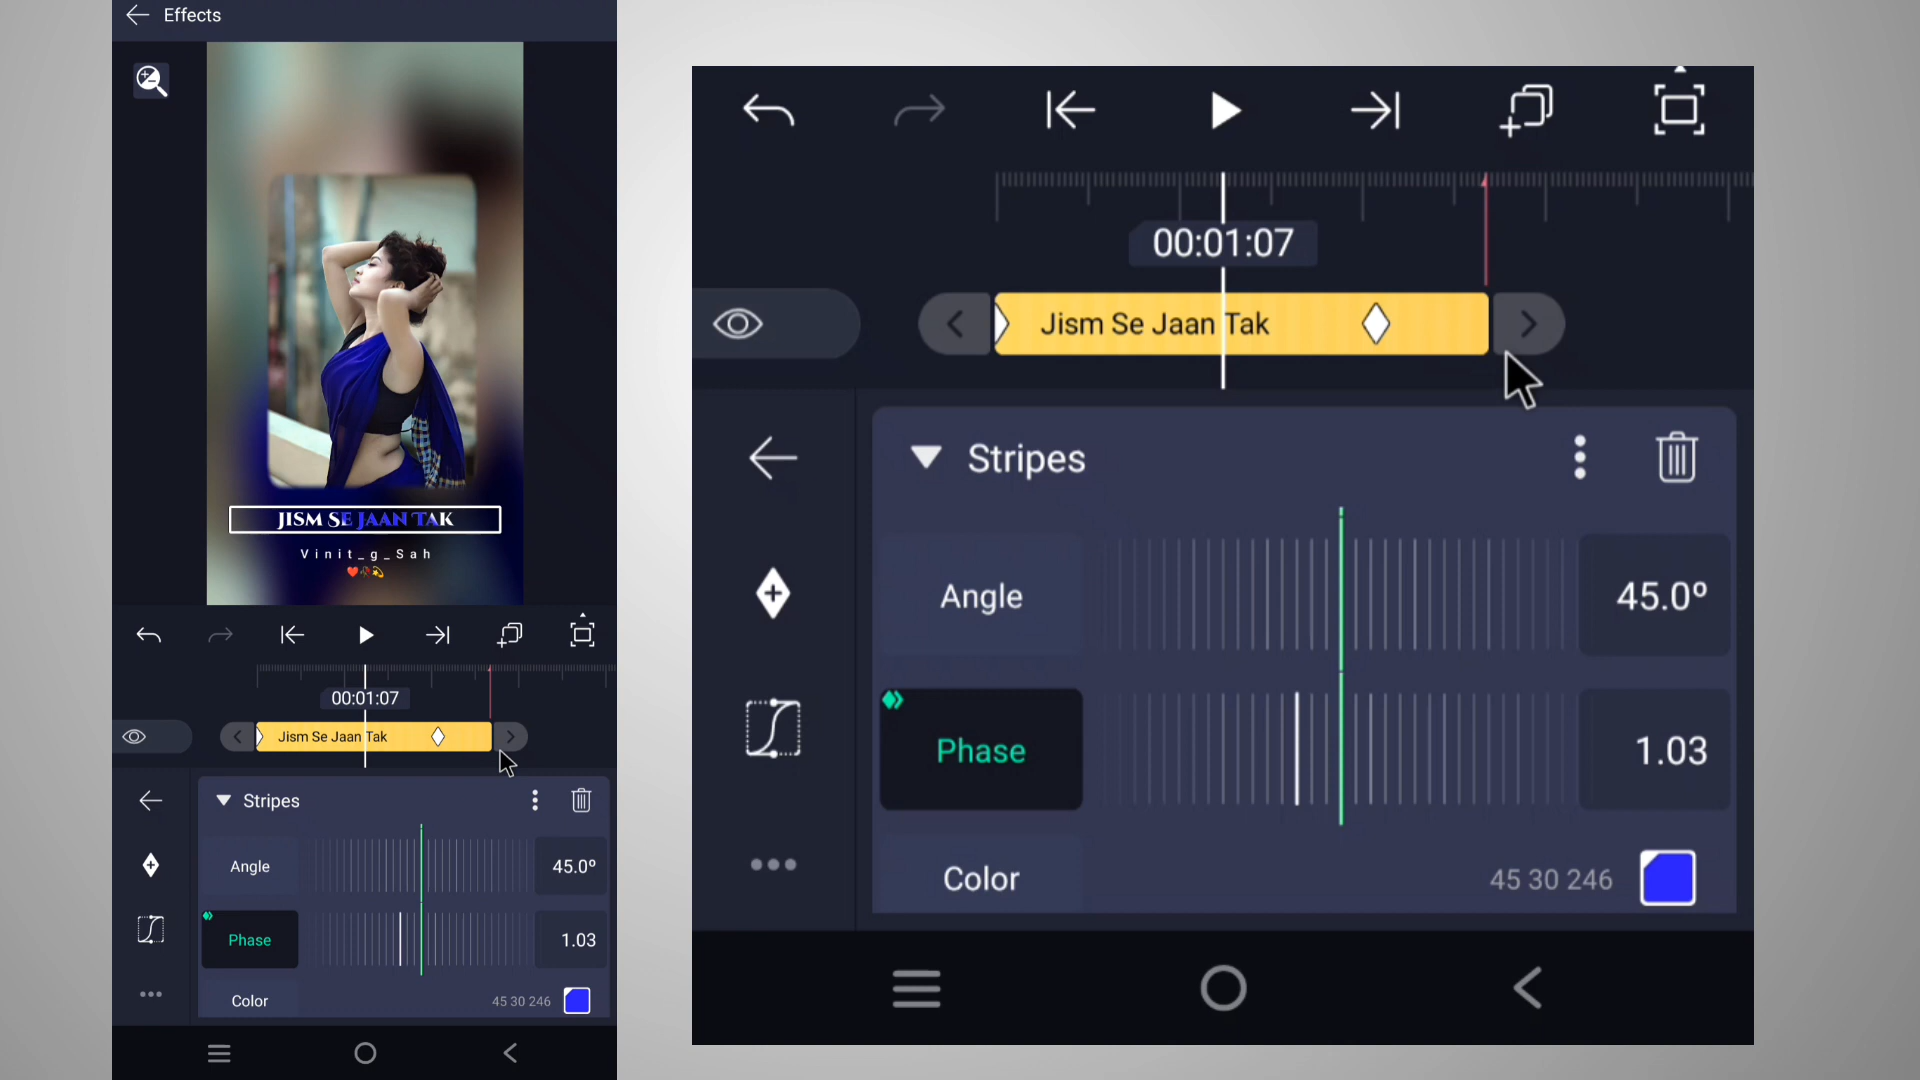 Effects
JISM SE JAAN TAK
Vinit_g_Sah
❤️🥀💫
00:01:07
Jism Se Jaan Tak
Stripes
Angle
45.0º
Phase
1.03
Color
45 30 246
00:01:07
Jism Se Jaan Tak
Stripes
Angle
45.0º
Phase
1.03
Color
45 30 246